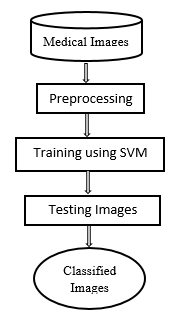 Medical Images
Preprocessing
Training using SVM
Testing Images
Classified
Images